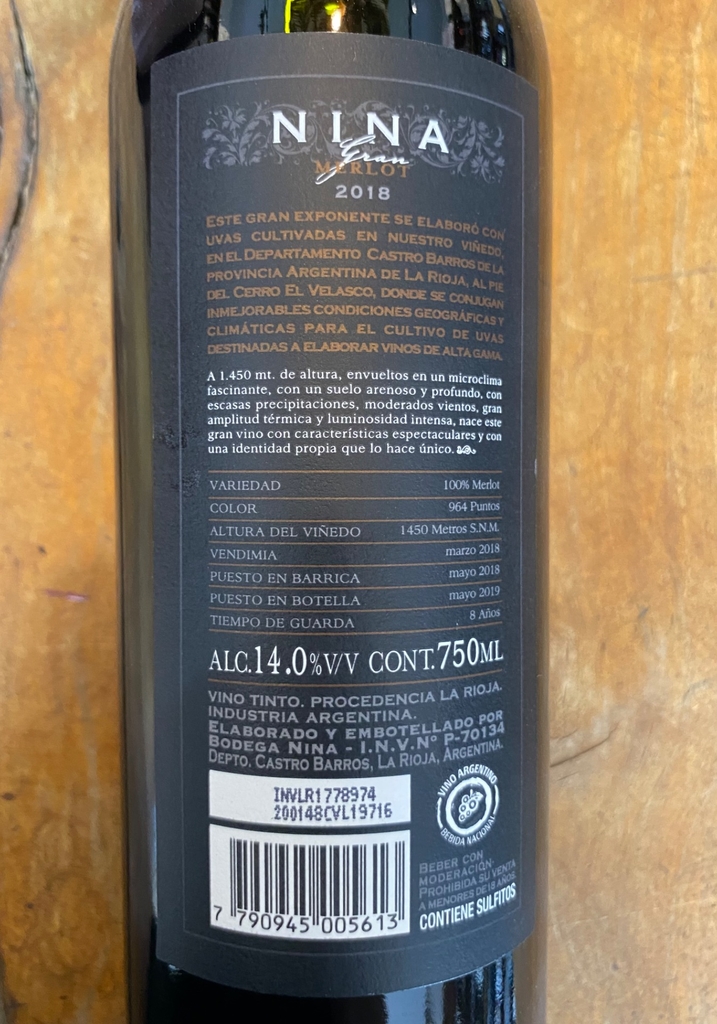 NINA
Gran
MERLOT
2018
ESTE GRAN EXPONENTE SE ELABORÓ CON
UVAS CULTIVADAS EN NUESTRO VIÑEDO,
EN EL DEPARTAMENTO CASTRO BARROS DE LA
PROVINCIA ARGENTINA DE LA RIOJA, AL PIE
DEL CERRO EL VELASCO, DONDE SE CONJUGAN
INMEJORABLES CONDICIONES GEOGRÁFICAS Y
CLIMÁTICAS PARA EL CULTIVO DE UVAS
DESTINADAS A ELABORAR VINOS DE ALTA GAMA.
A 1.450 mt. de altura, envueltos en un microclima
fascinante, con un suelo arenoso y profundo, con
escasas precipitaciones, moderados vientos, gran
amplitud térmica y luminosidad intensa, nace este
gran vino con características espectaculares y con
una identidad propia que lo hace único.
VARIEDAD 100% Merlot
COLOR 964 Puntos
ALTURA DEL VIÑEDO 1450 Metros S.N.M.
VENDIMIA marzo 2018
PUESTO EN BARRICA mayo 2018
PUESTO EN BOTELLA mayo 2019
TIEMPO DE GUARDA 8 Años
ALC.14.0%V/V CONT.750ML
VINO TINTO. PROCEDENCIA LA RIOJA.
INDUSTRIA ARGENTINA.
ELABORADO Y EMBOTELLADO POR
BODEGA NINA - I.N.V.Nº P-70134
DEPTO. CASTRO BARROS, LA RIOJA, ARGENTINA.
INVLR1778974
200148CVL19716
VINO ARGENTINO
BEBIDA NACIONAL
BEBER CON
MODERACIÓN.
PROHIBIDA SU VENTA
A MENORES DE 18 AÑOS.
CONTIENE SULFITOS
7 790945 005613